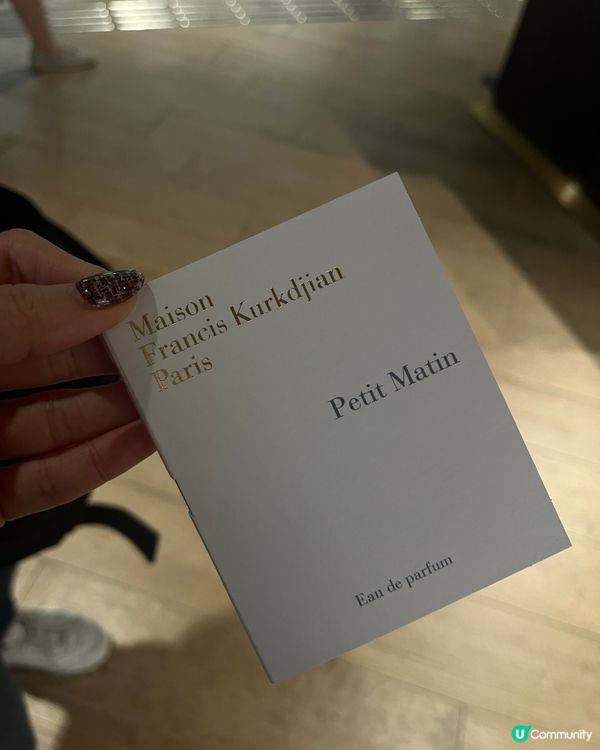 Maison
Francis Kurkdjian
Paris
Petit Matin
Eau de parfum
U Community